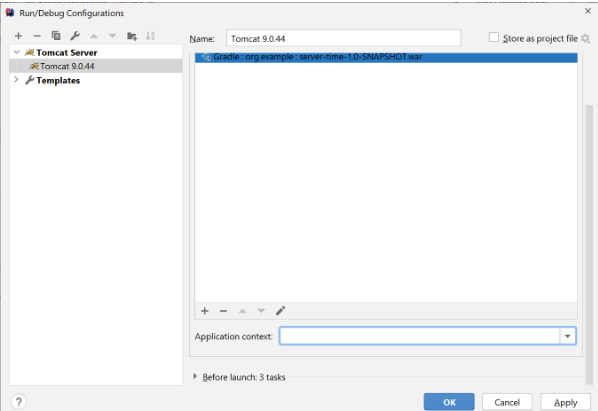 Run/Debug Configurations
Name: Tomcat 9.0.44
Store as project file
Tomcat Server
Tomcat 9.0.44
Templates
Gradle : org.example : server-time-1.0-SNAPSHOT.war
Application context:
Before launch: 3 tasks
?
OK Cancel Apply